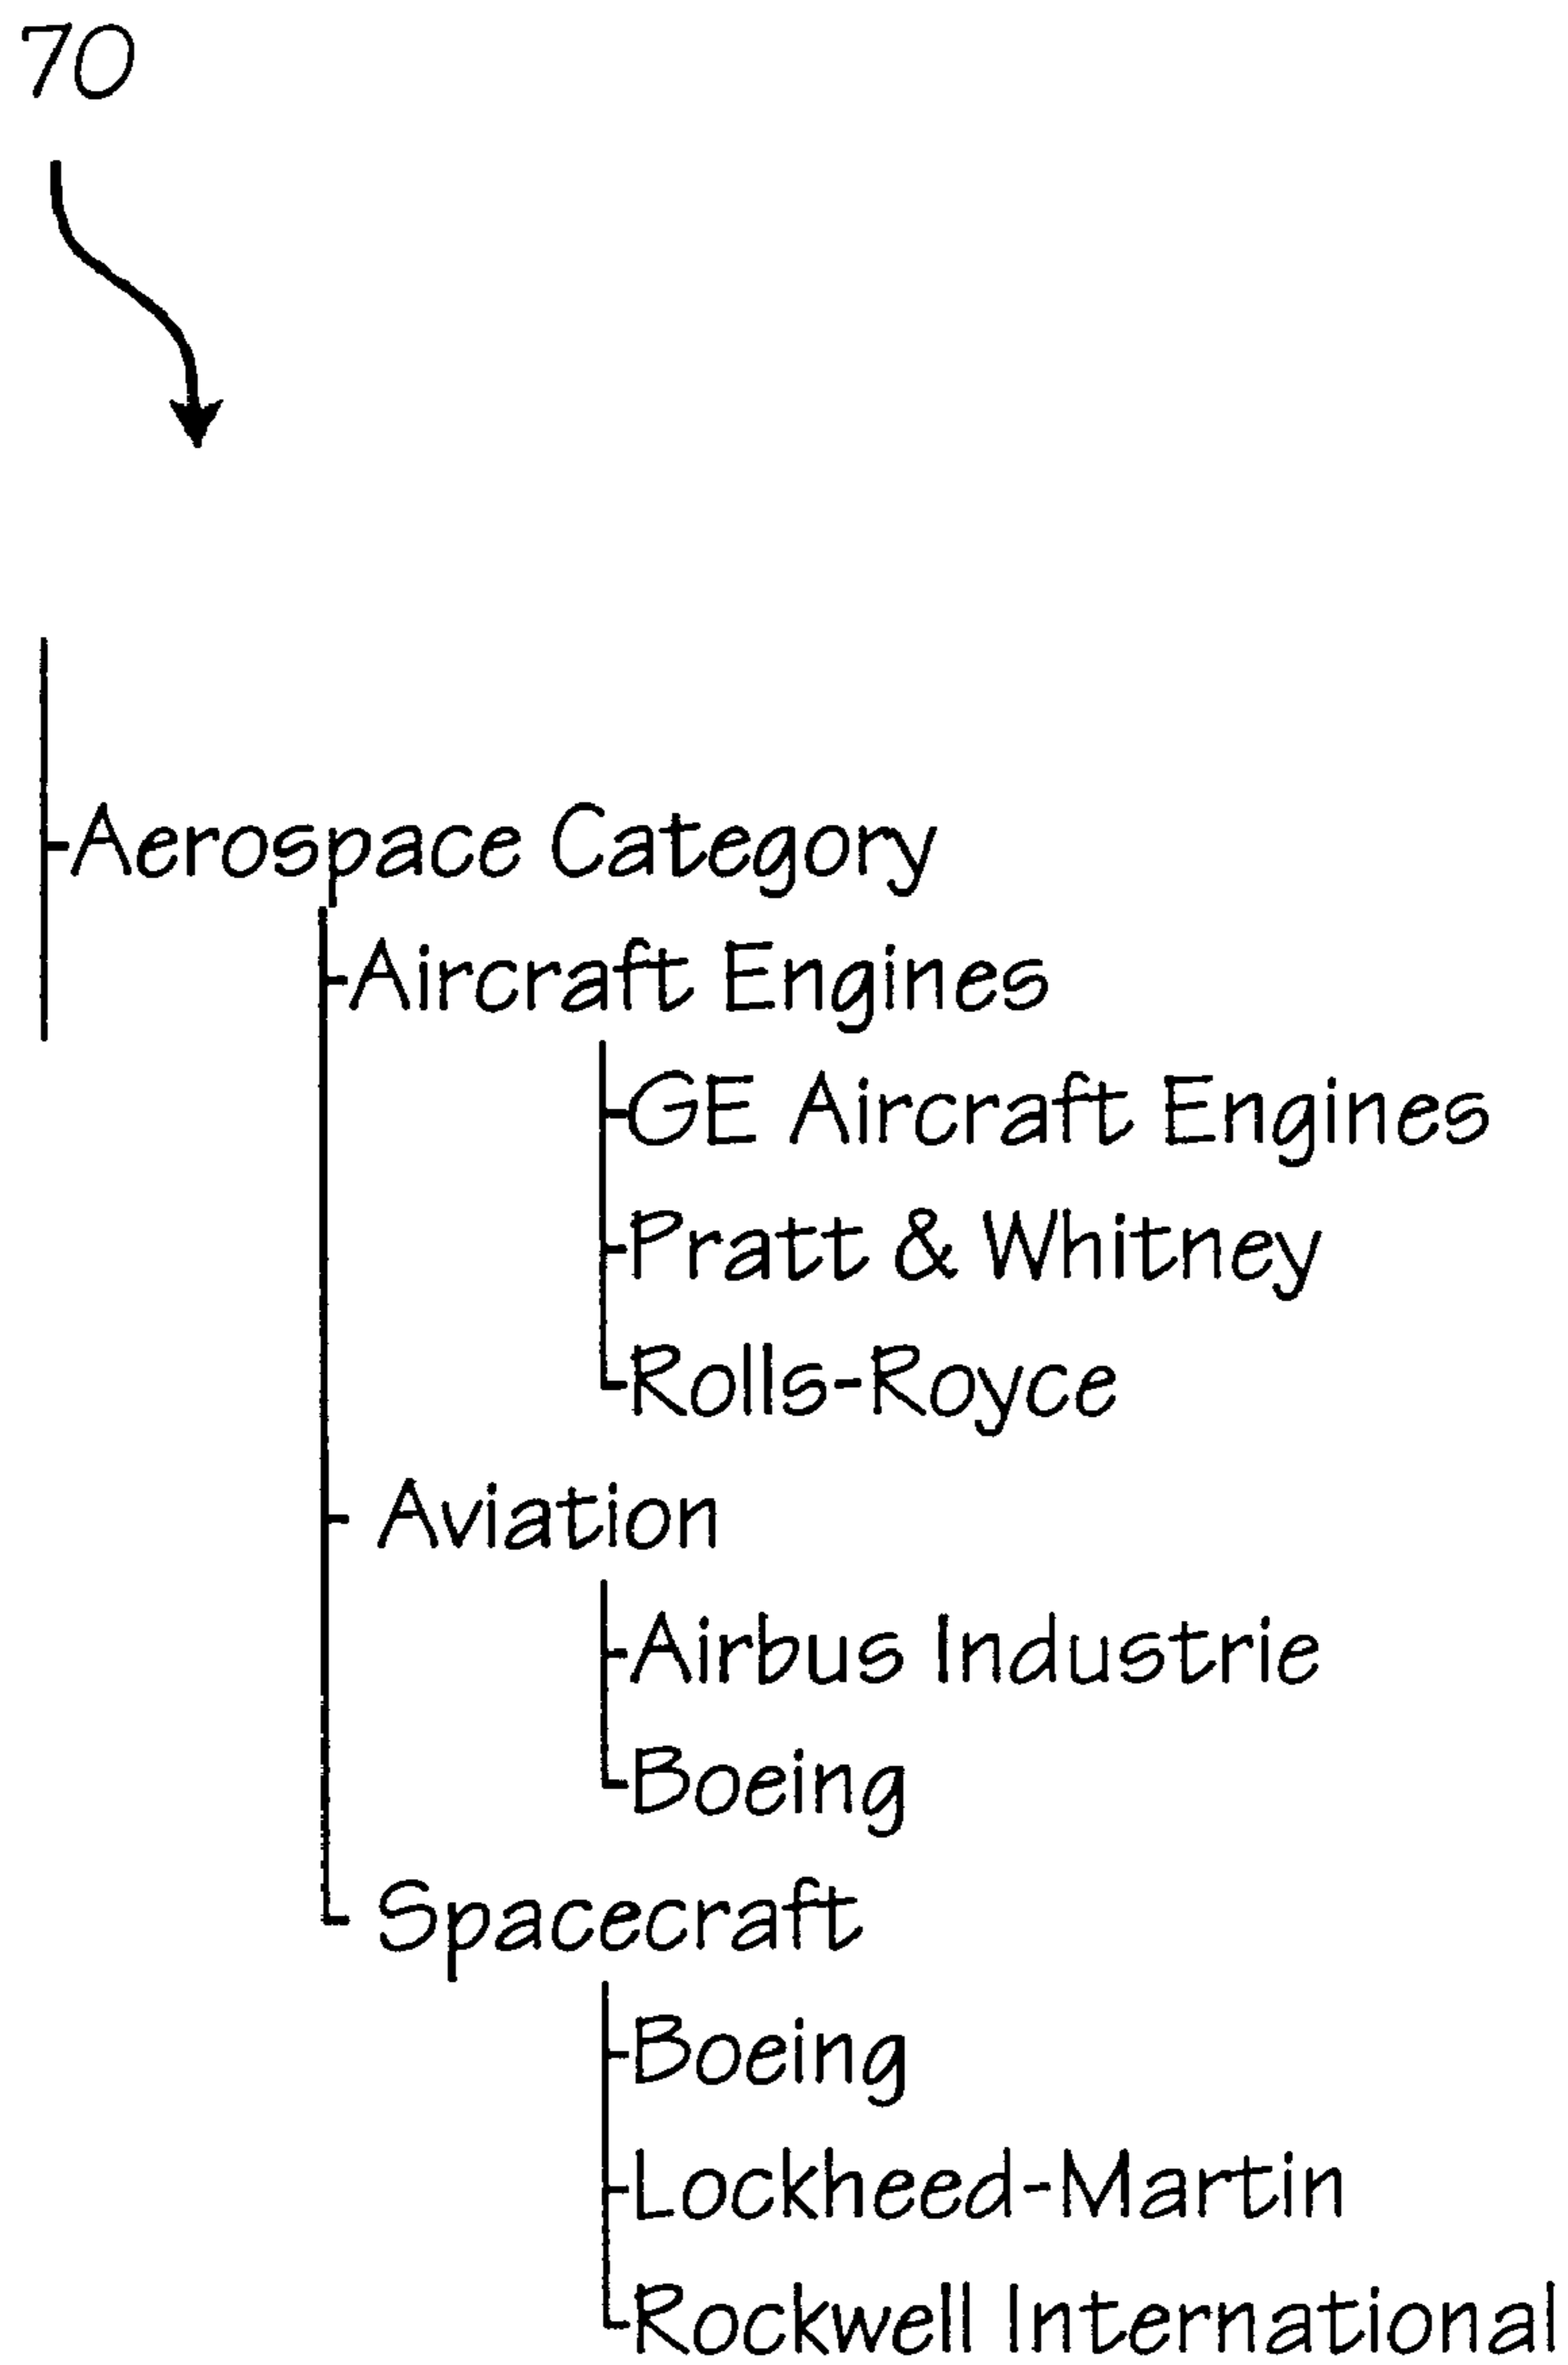 70
Aerospace Category
Aircraft Engines
GE Aircraft Engines
Pratt & Whitney
Rolls-Royce
Aviation
Airbus Industrie
Boeing
Spacecraft
Boeing
Lockheed-Martin
Rockwell International